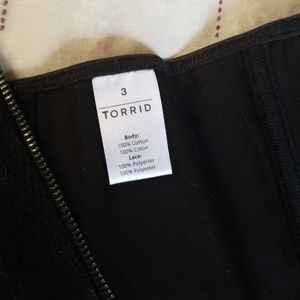 3
TORRID
Body:
100% Cotton
100% Coton
Lace:
100% Polyester
100% Polyester